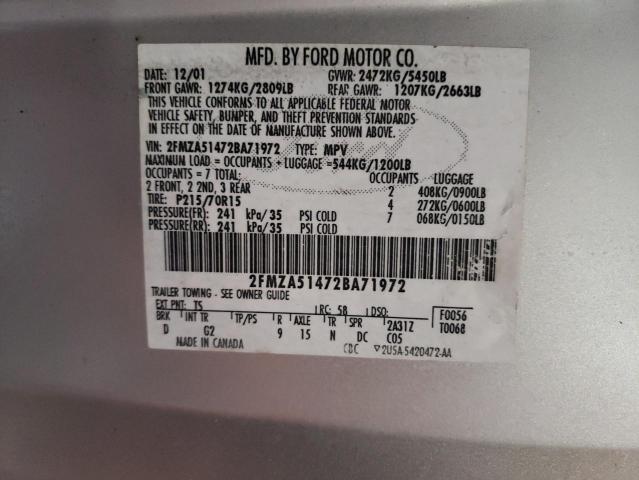 MFD. BY FORD MOTOR CO.
DATE: 12/01 GVWR: 2472KG/5450LB
FRONT GAWR: 1274KG/2809LB REAR GAWR: 1207KG/2663LB
THIS VEHICLE CONFORMS TO ALL APPLICABLE FEDERAL MOTOR
VEHICLE SAFETY, BUMPER, AND THEFT PREVENTION STANDARDS
IN EFFECT ON THE DATE OF MANUFACTURE SHOWN ABOVE.
VIN: 2FMZA51472BA71972 TYPE: MPV
MAXIMUM LOAD = OCCUPANTS + LUGGAGE = 544KG/1200LB
OCCUPANTS = 7 TOTAL: OCCUPANTS LUGGAGE
2 FRONT, 2 2ND, 3 REAR 2 408KG/0900LB
TIRE: P215/70R15 4 272KG/0600LB
PRESSURE(FR) 241 kPa/35 PSI COLD 7 068KG/0150LB
PRESSURE(RR) 241 kPa/35 PSI COLD
2FMZA51472BA71972
TRAILER TOWING - SEE OWNER GUIDE
EXT PNT: TS RC: 58 DSO: F0056
BRK INT TR TP/PS R AXLE TR SPR 2A31Z T0068
D G2 9 15 N DC C05
MADE IN CANADA CBC ▽2U5A-5420472-AA